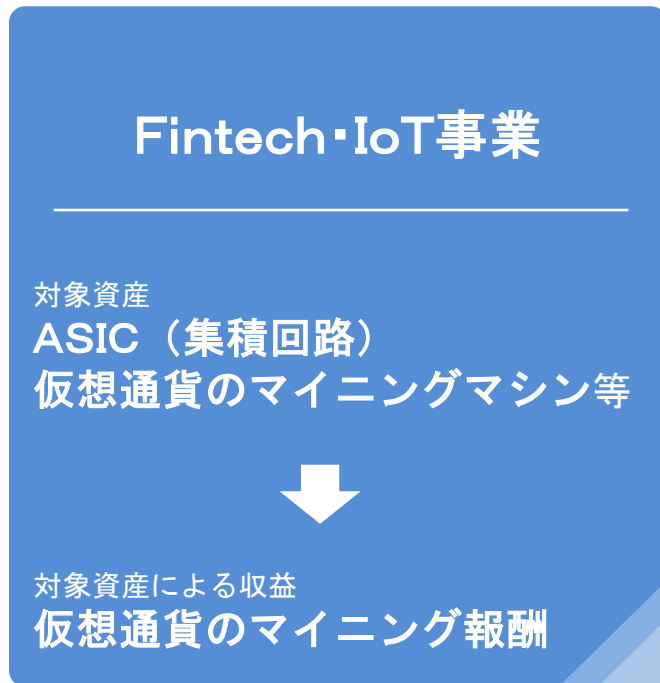 Fintech・IoT事業
対象資産
ASIC（集積回路）
仮想通貨のマイニングマシン等
対象資産による収益
仮想通貨のマイニング報酬